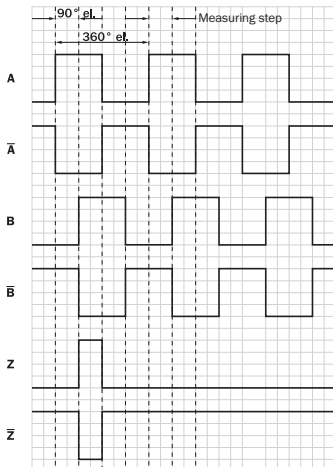 90° el. Measuring step
360° el.
A
A̅
B
B̅
Z
Z̅